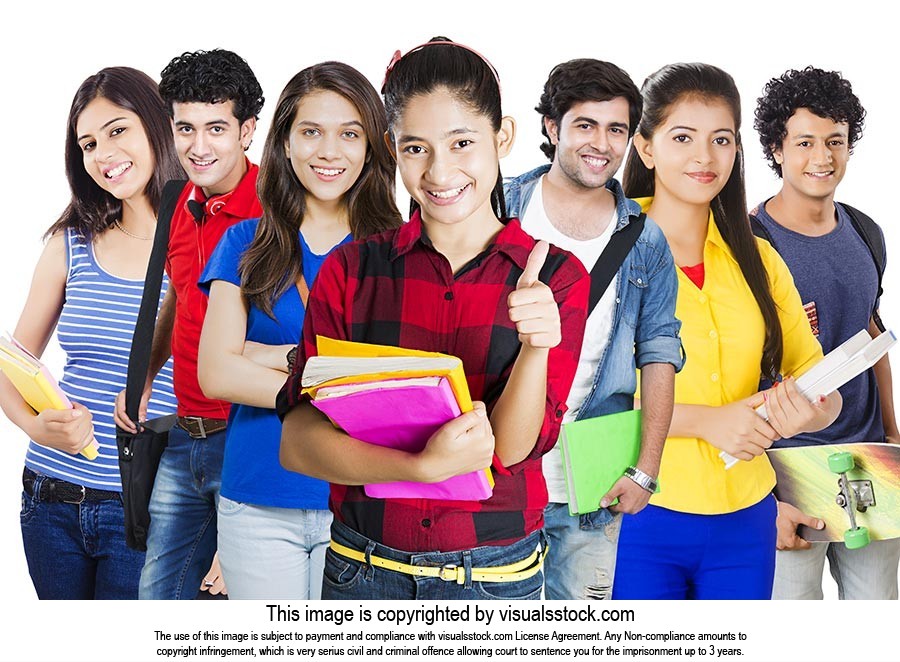 This image is copyrighted by visualsstock.com
The use of this image is subject to payment and compliance with visualsstock.com License Agreement. Any Non-compliance amounts to
copyright infringement, which is very serius civil and criminal offence allowing court to sentence you for the imprisonment up to 3 years.